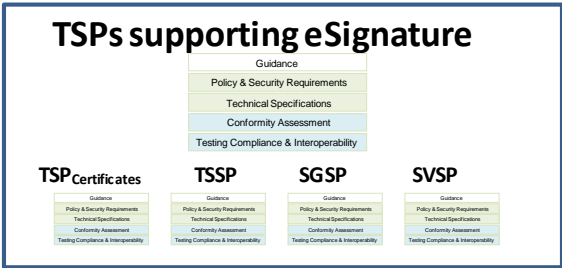 TSPs supporting eSignature
Guidance
Policy & Security Requirements
Technical Specifications
Conformity Assessment
Testing Compliance & Interoperability
TSP Certificates TSSP SGSP SVSP
Guidance Guidance Guidance Guidance
Policy & Security Requirements Policy & Security Requirements Policy & Security Requirements Policy & Security Requirements
Technical Specifications Technical Specifications Technical Specifications Technical Specifications
Conformity Assessment Conformity Assessment Conformity Assessment Conformity Assessment
Testing Compliance & Interoperability Testing Compliance & Interoperability Testing Compliance & Interoperability Testing Compliance & Interoperability